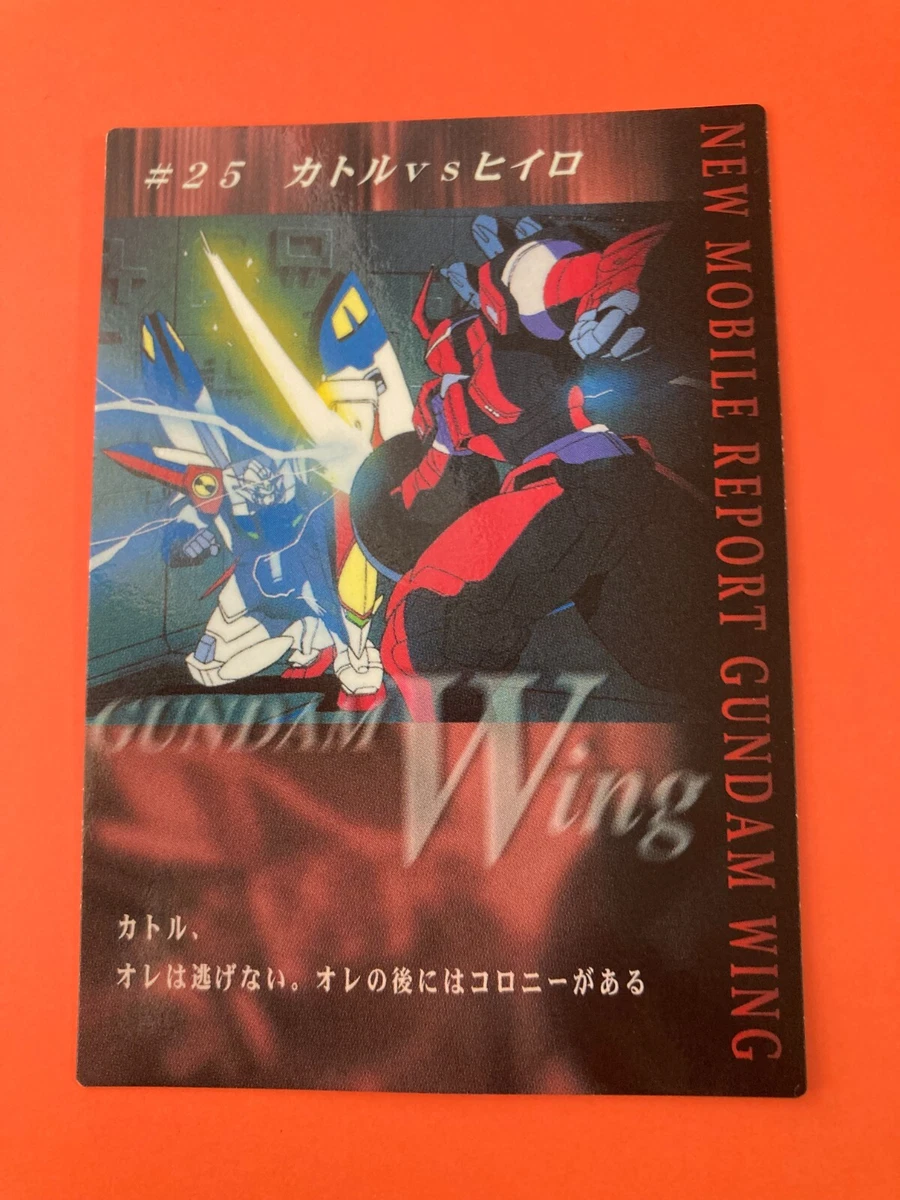 #25 カトルvsヒイロ
NEW MOBILE REPORT GUNDAM WING
GUNDAM Wing
カトル、
オレは逃げない。オレの後にはコロニーがある